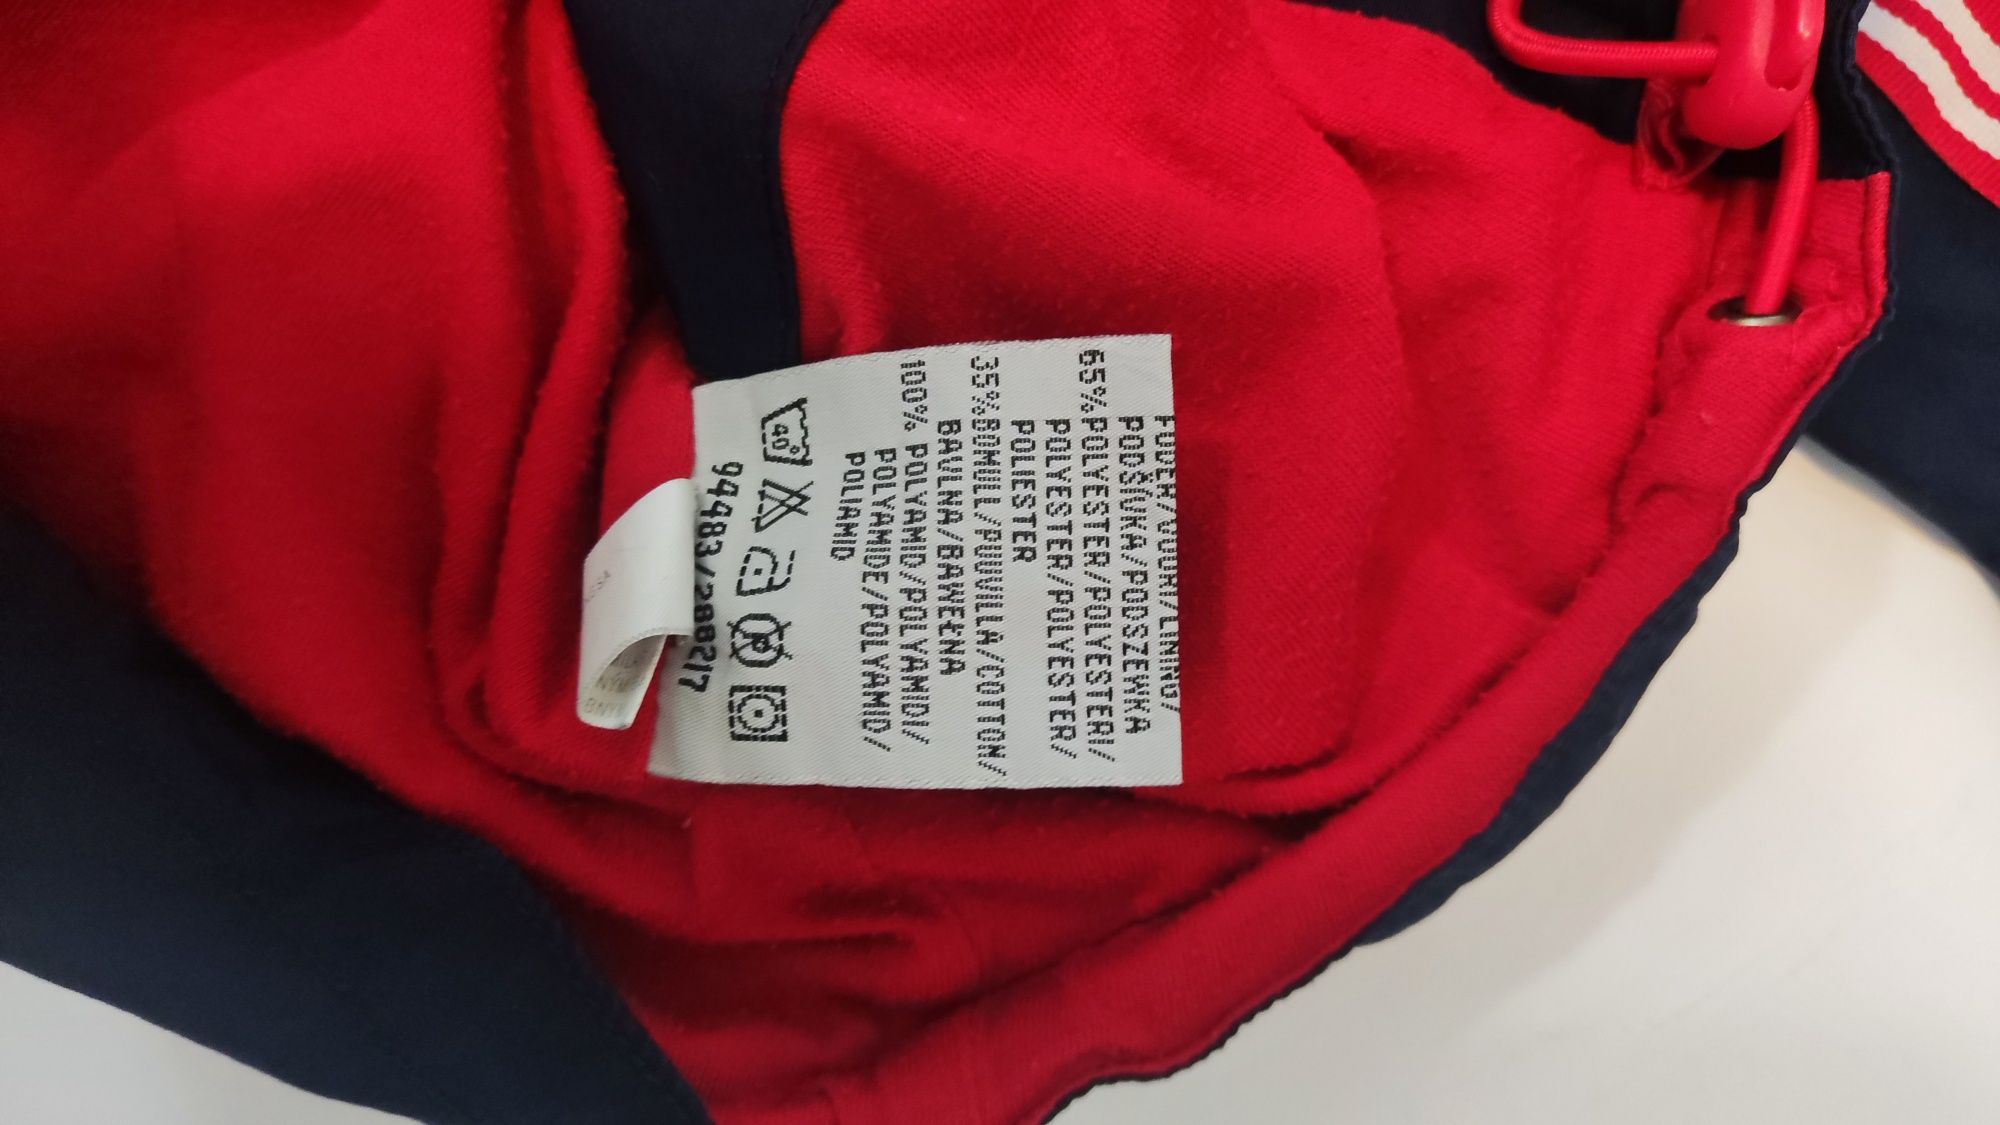 FODER/VUORI/LINING/
PODŠÍVKA/PODSZEWKA
65%POLYESTER/POLYESTERI/
POLYESTER/POLYESTER/
POLIESTER
35%BOMULL/PUUVILLA/COTTON/
BAVLNA/BAWEŁNA
100% POLYAMID/POLYAMIDI/
POLYAMIDE/POLYAMID/
POLIAMID
40°
P
94483/288217